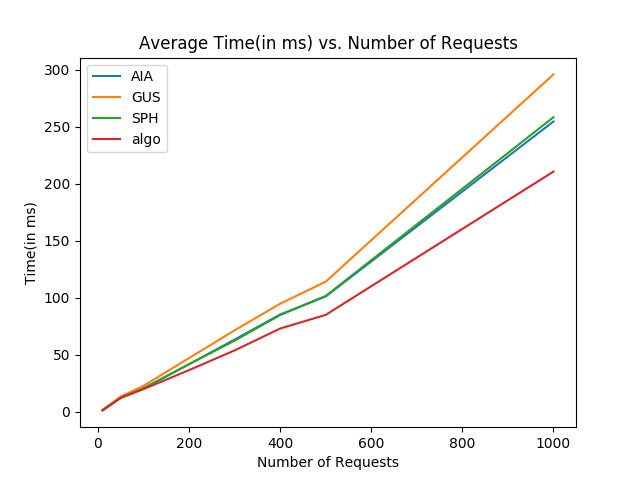 Average Time(in ms) vs. Number of Requests
AIA
GUS
SPH
algo
Time(in ms)
300
250
200
150
100
50
0
0 200 400 600 800 1000
Number of Requests